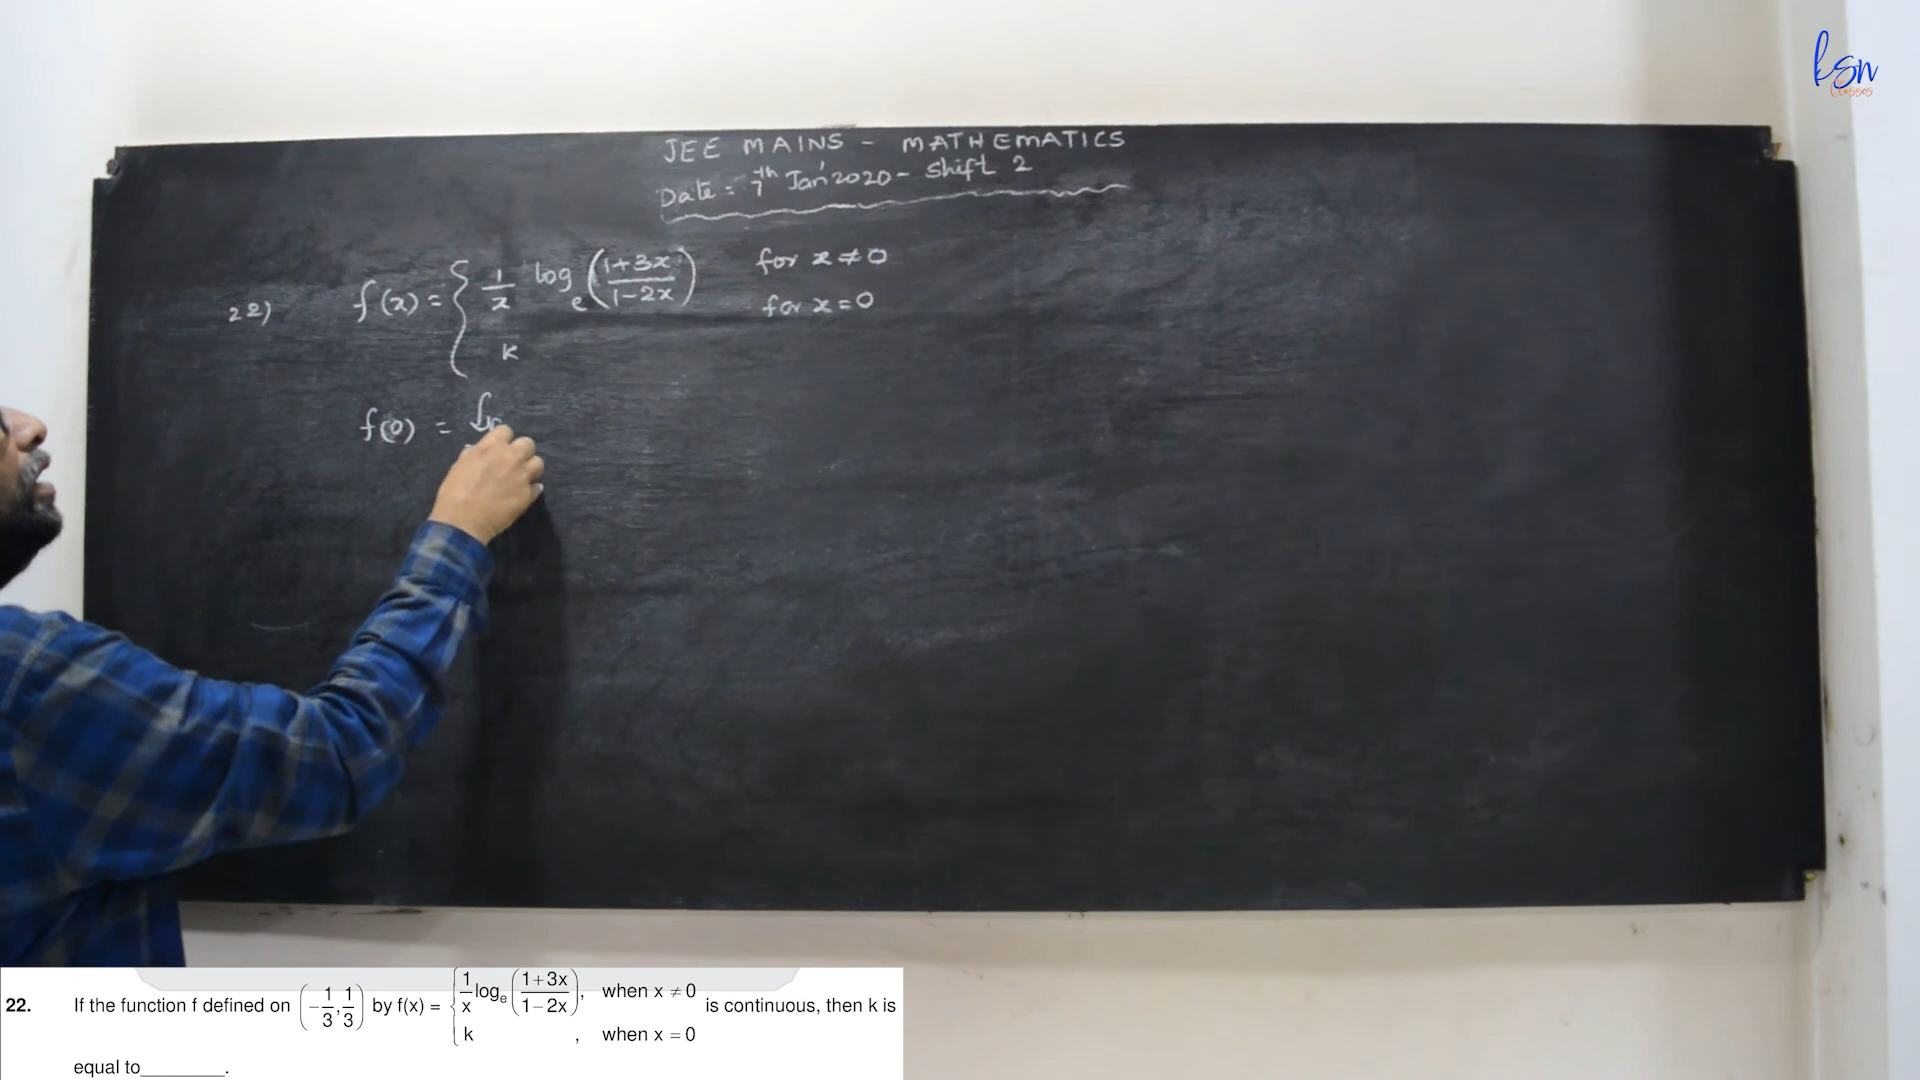 ksn
Classes
JEE MAINS - MATHEMATICS
Date = 7th Jan' 2020 - Shift 2
22) f(x) = { 1/x log_e ((1+3x)/(1-2x)) for x ≠ 0
k for x = 0
f(0) =
22. If the function f defined on (-1/3, 1/3) by f(x) = { 1/x log_e ((1+3x)/(1-2x)), when x ≠ 0
k , when x = 0 is continuous, then k is
equal to________.